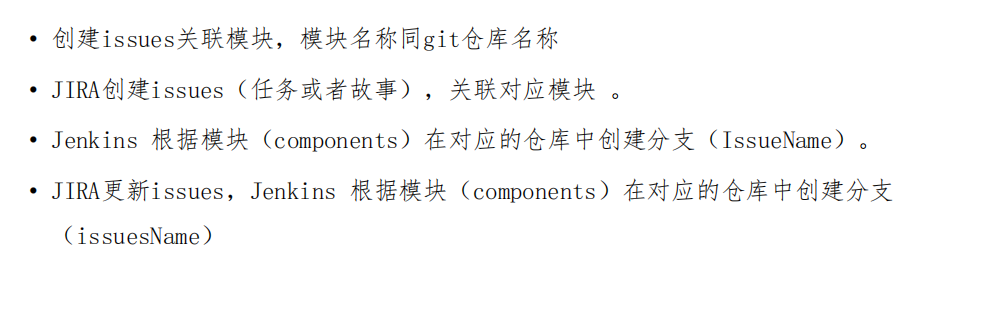 • 创建issues关联模块，模块名称同git仓库名称
• JIRA创建issues（任务或者故事），关联对应模块 。
• Jenkins 根据模块（components）在对应的仓库中创建分支（IssueName）。
• JIRA更新issues，Jenkins 根据模块（components）在对应的仓库中创建分支
（issuesName）